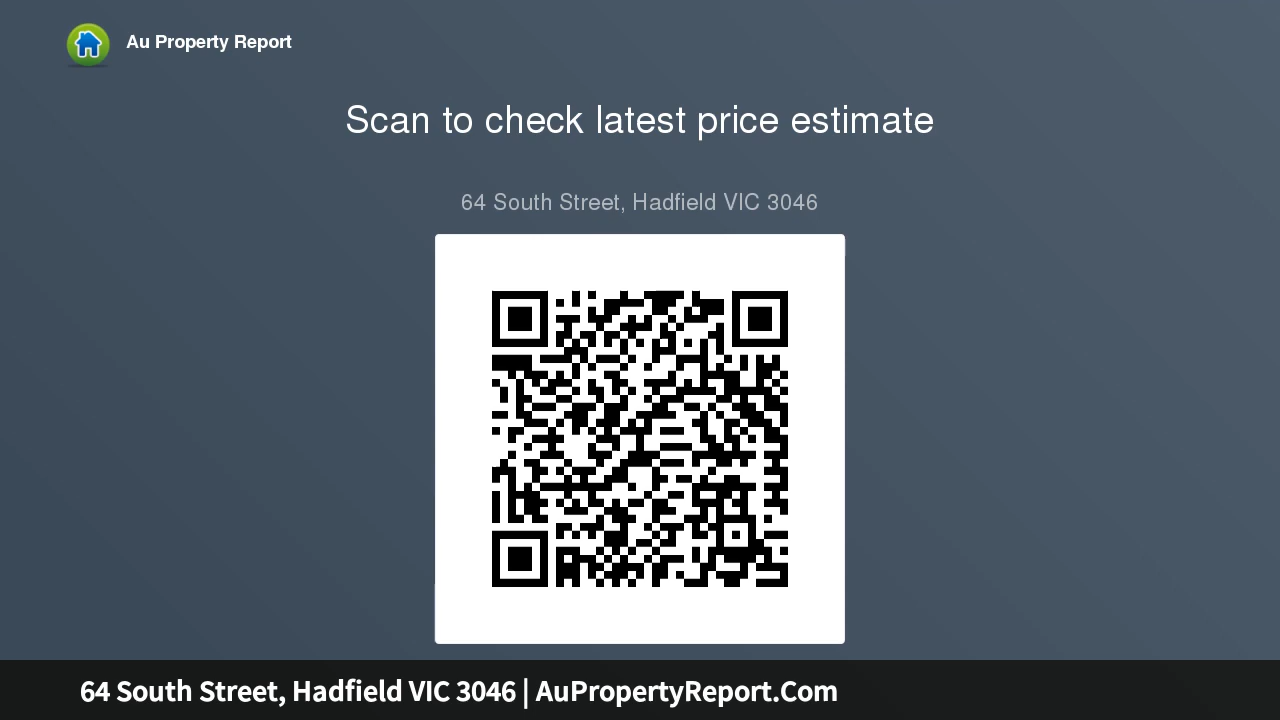 Au Property Report
Scan to check latest price estimate
64 South Street, Hadfield VIC 3046
64 South Street, Hadfield VIC 3046 | AuPropertyReport.Com